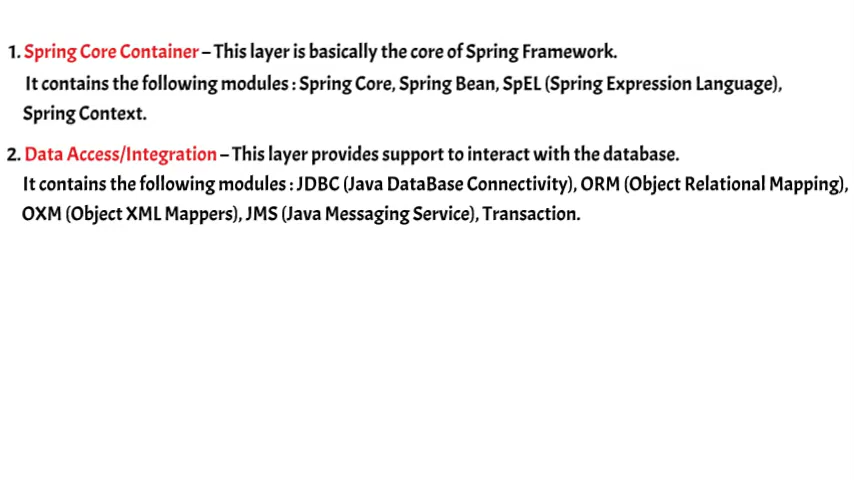 1. Spring Core Container – This layer is basically the core of Spring Framework.
It contains the following modules : Spring Core, Spring Bean, SpEL (Spring Expression Language),
Spring Context.
2. Data Access/Integration – This layer provides support to interact with the database.
It contains the following modules : JDBC (Java DataBase Connectivity), ORM (Object Relational Mapping),
OXM (Object XML Mappers), JMS (Java Messaging Service), Transaction.